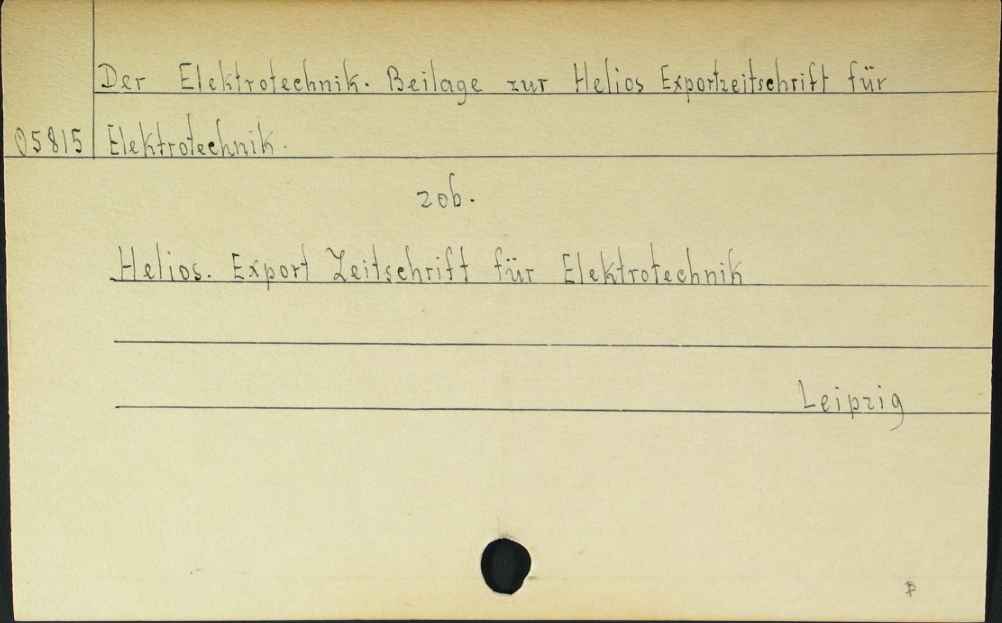 Der Elektrotechnik. Beilage zur Helios Exportzeitschrift für
05815 Elektrotechnik.
zob.
Helios. Export Zeitschrift für Elektrotechnik
Leipzig